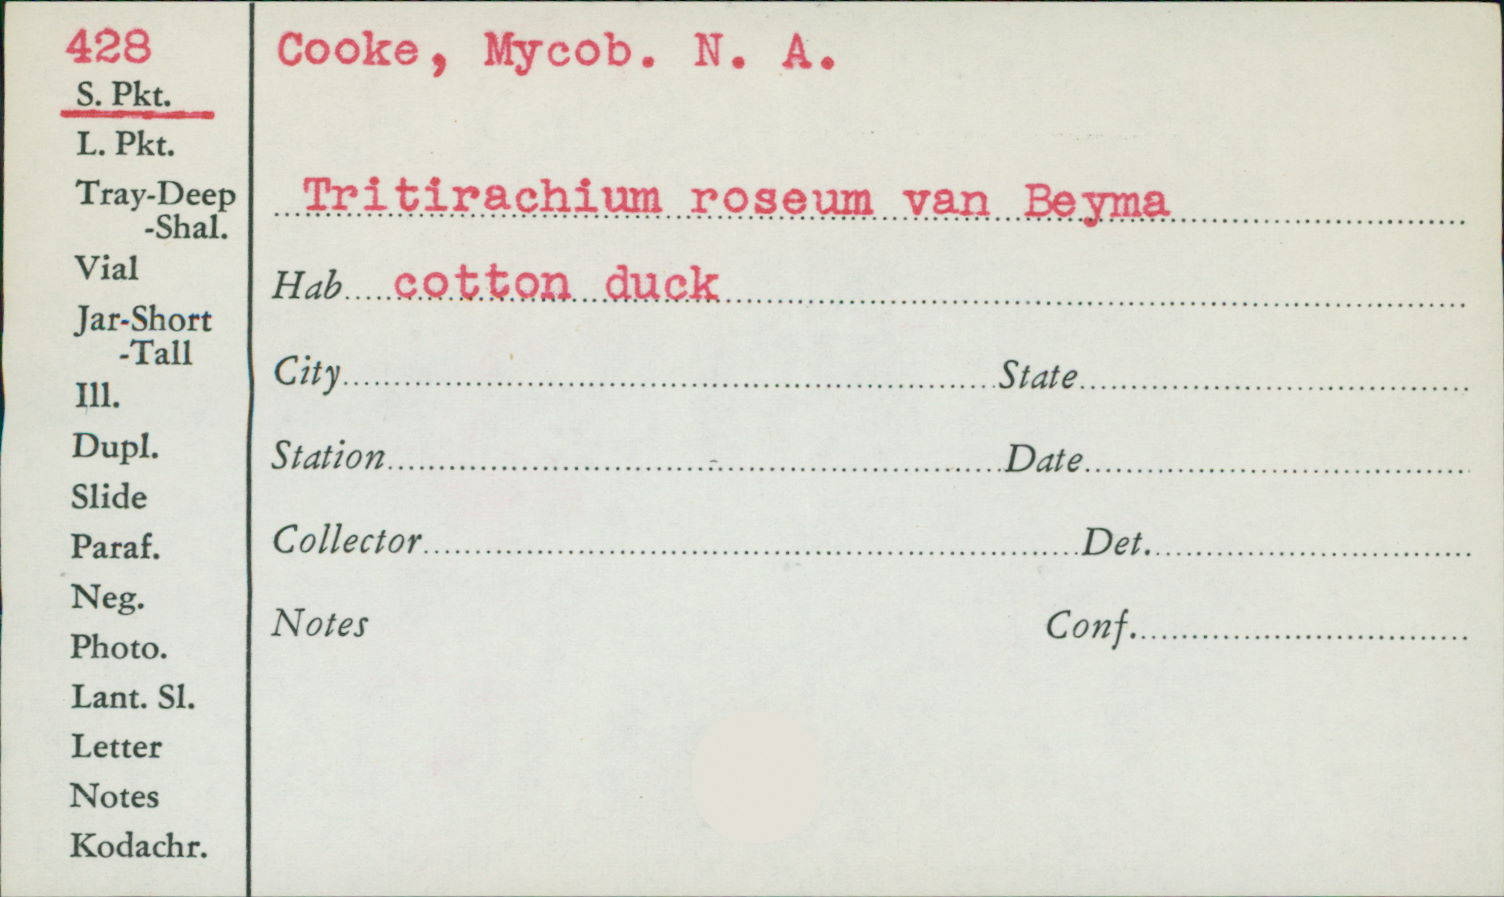 428
S. Pkt.
L. Pkt.
Tray-Deep
-Shal.
Vial
Jar-Short
-Tall
Ill.
Dupl.
Slide
Paraf.
Neg.
Photo.
Lant. Sl.
Letter
Notes
Kodachr.
Cooke, Mycob. N. A.
Tritirachium roseum van Beyma
Hab cotton duck
City State
Station Date
Collector Det.
Notes Conf.